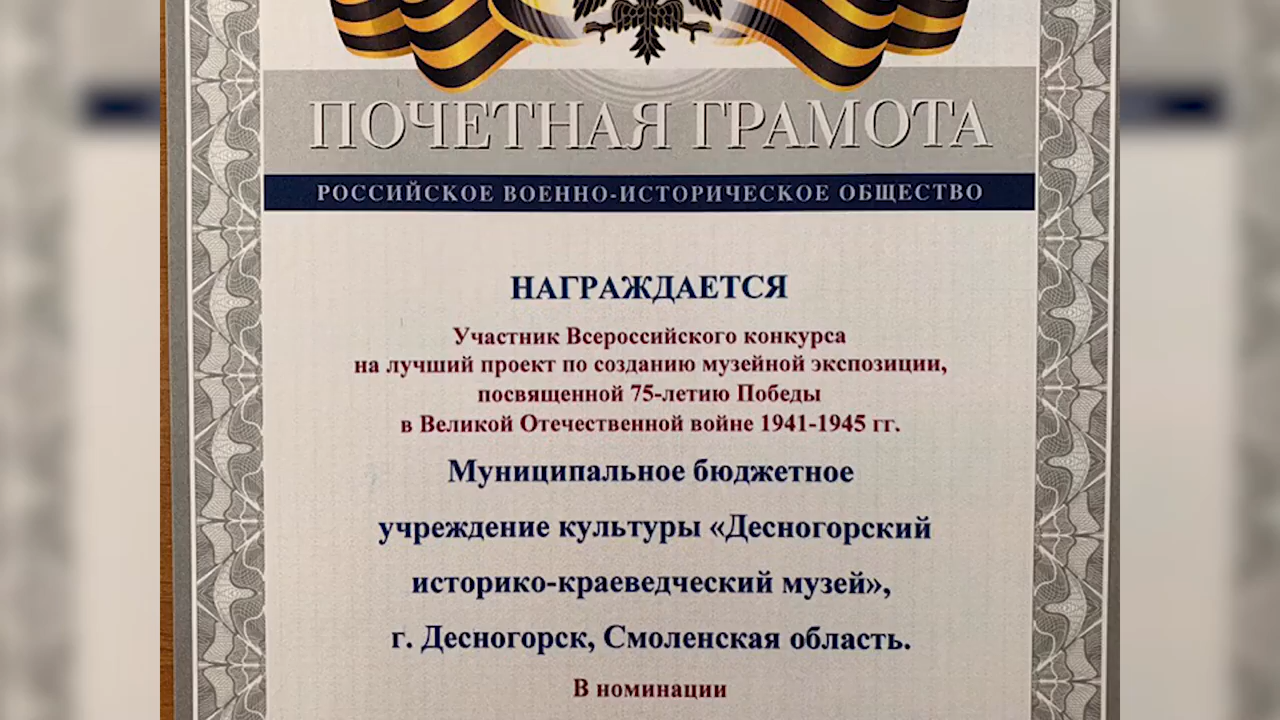 ПОЧЕТНАЯ ГРАМОТА
РОССИЙСКОЕ ВОЕННО-ИСТОРИЧЕСКОЕ ОБЩЕСТВО
НАГРАЖДАЕТСЯ
Участник Всероссийского конкурса
на лучший проект по созданию музейной экспозиции,
посвященной 75-летию Победы
в Великой Отечественной войне 1941-1945 гг.
Муниципальное бюджетное
учреждение культуры «Десногорский
историко-краеведческий музей»,
г. Десногорск, Смоленская область.
В номинации